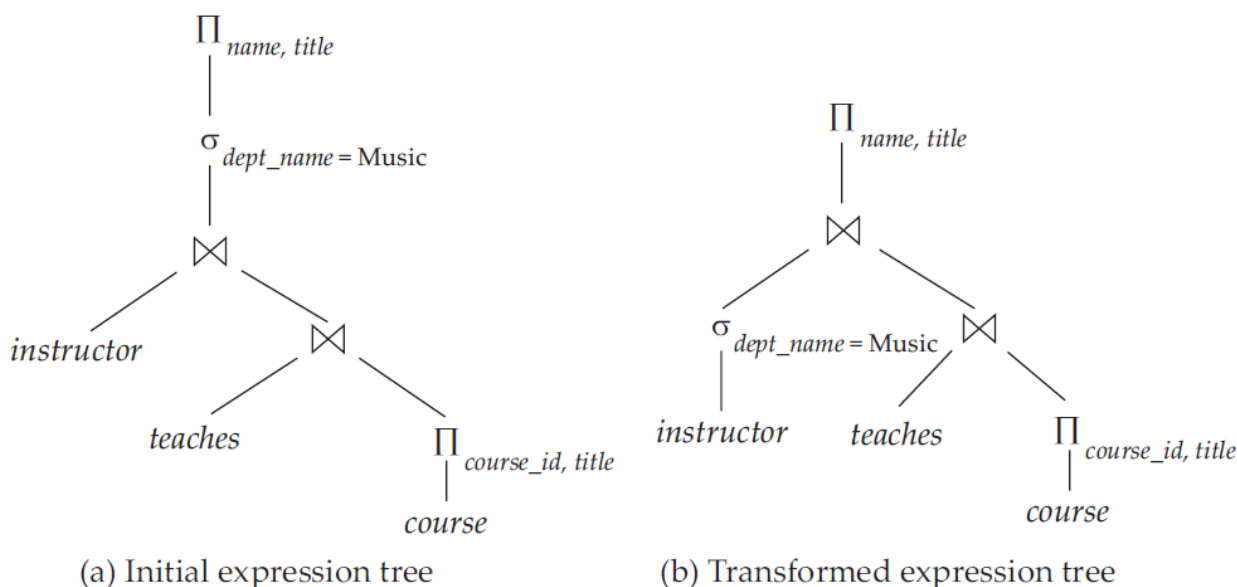 Π name, title
σ dept_name = Music
⋈
instructor
⋈
teaches
Π course_id, title
course
(a) Initial expression tree
Π name, title
⋈
σ dept_name = Music
⋈
instructor
teaches
Π course_id, title
course
(b) Transformed expression tree